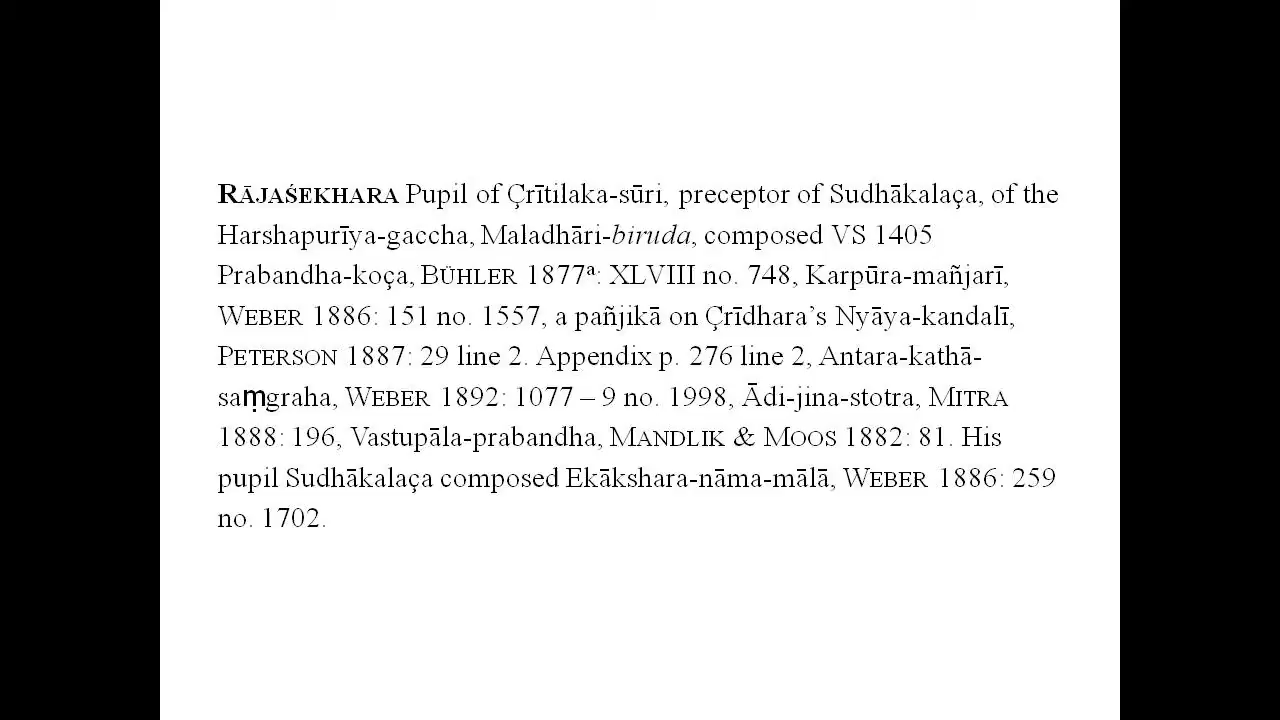 RĀJAŚEKHARA Pupil of Çrītilaka-sūri, preceptor of Sudhākalaça, of the
Harshapurīya-gaccha, Maladhāri-biruda, composed VS 1405
Prabandha-koça, BÜHLER 1877ª: XLVIII no. 748, Karpūra-mañjarī,
WEBER 1886: 151 no. 1557, a pañjikā on Çrīdhara’s Nyāya-kandalī,
PETERSON 1887: 29 line 2. Appendix p. 276 line 2, Antara-kathā-
saṃgraha, WEBER 1892: 1077 – 9 no. 1998, Ādi-jina-stotra, MITRA
1888: 196, Vastupāla-prabandha, MANDLIK & MOOS 1882: 81. His
pupil Sudhākalaça composed Ekākshara-nāma-mālā, WEBER 1886: 259
no. 1702.